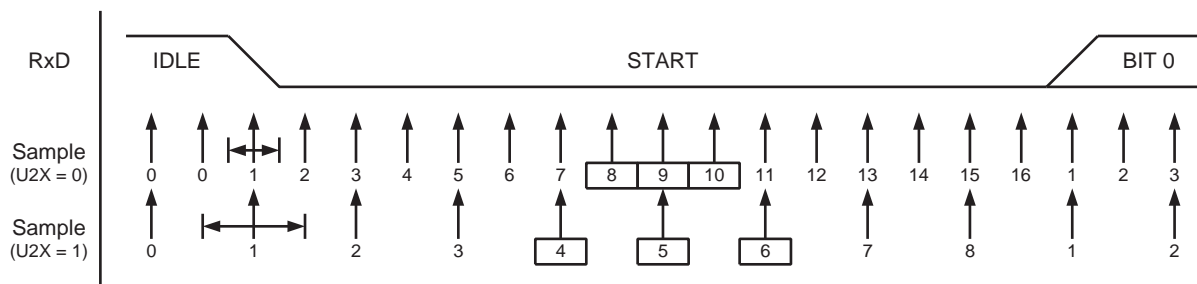 RxD IDLE START BIT 0
Sample
(U2X = 0)
0 0 1 2 3 4 5 6 7 8 9 10 11 12 13 14 15 16 1 2 3
Sample
(U2X = 1)
0 1 2 3 4 5 6 7 8 1 2